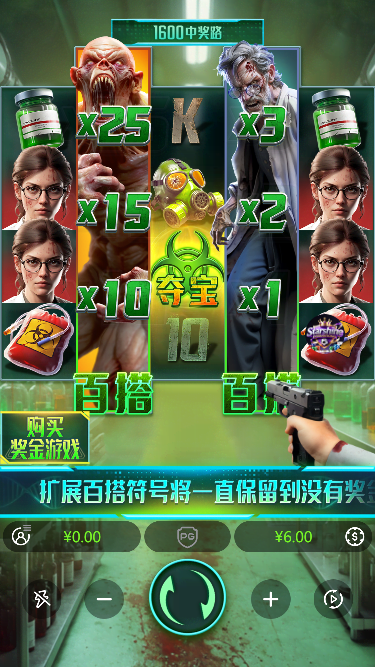 1600中奖路
x25
K
x3
x15
x2
夺宝
x10
x1
10
百搭
百搭
购买
奖金游戏
扩展百搭符号将一直保留到没有奖金
¥0.00
PG
¥6.00
Starshine